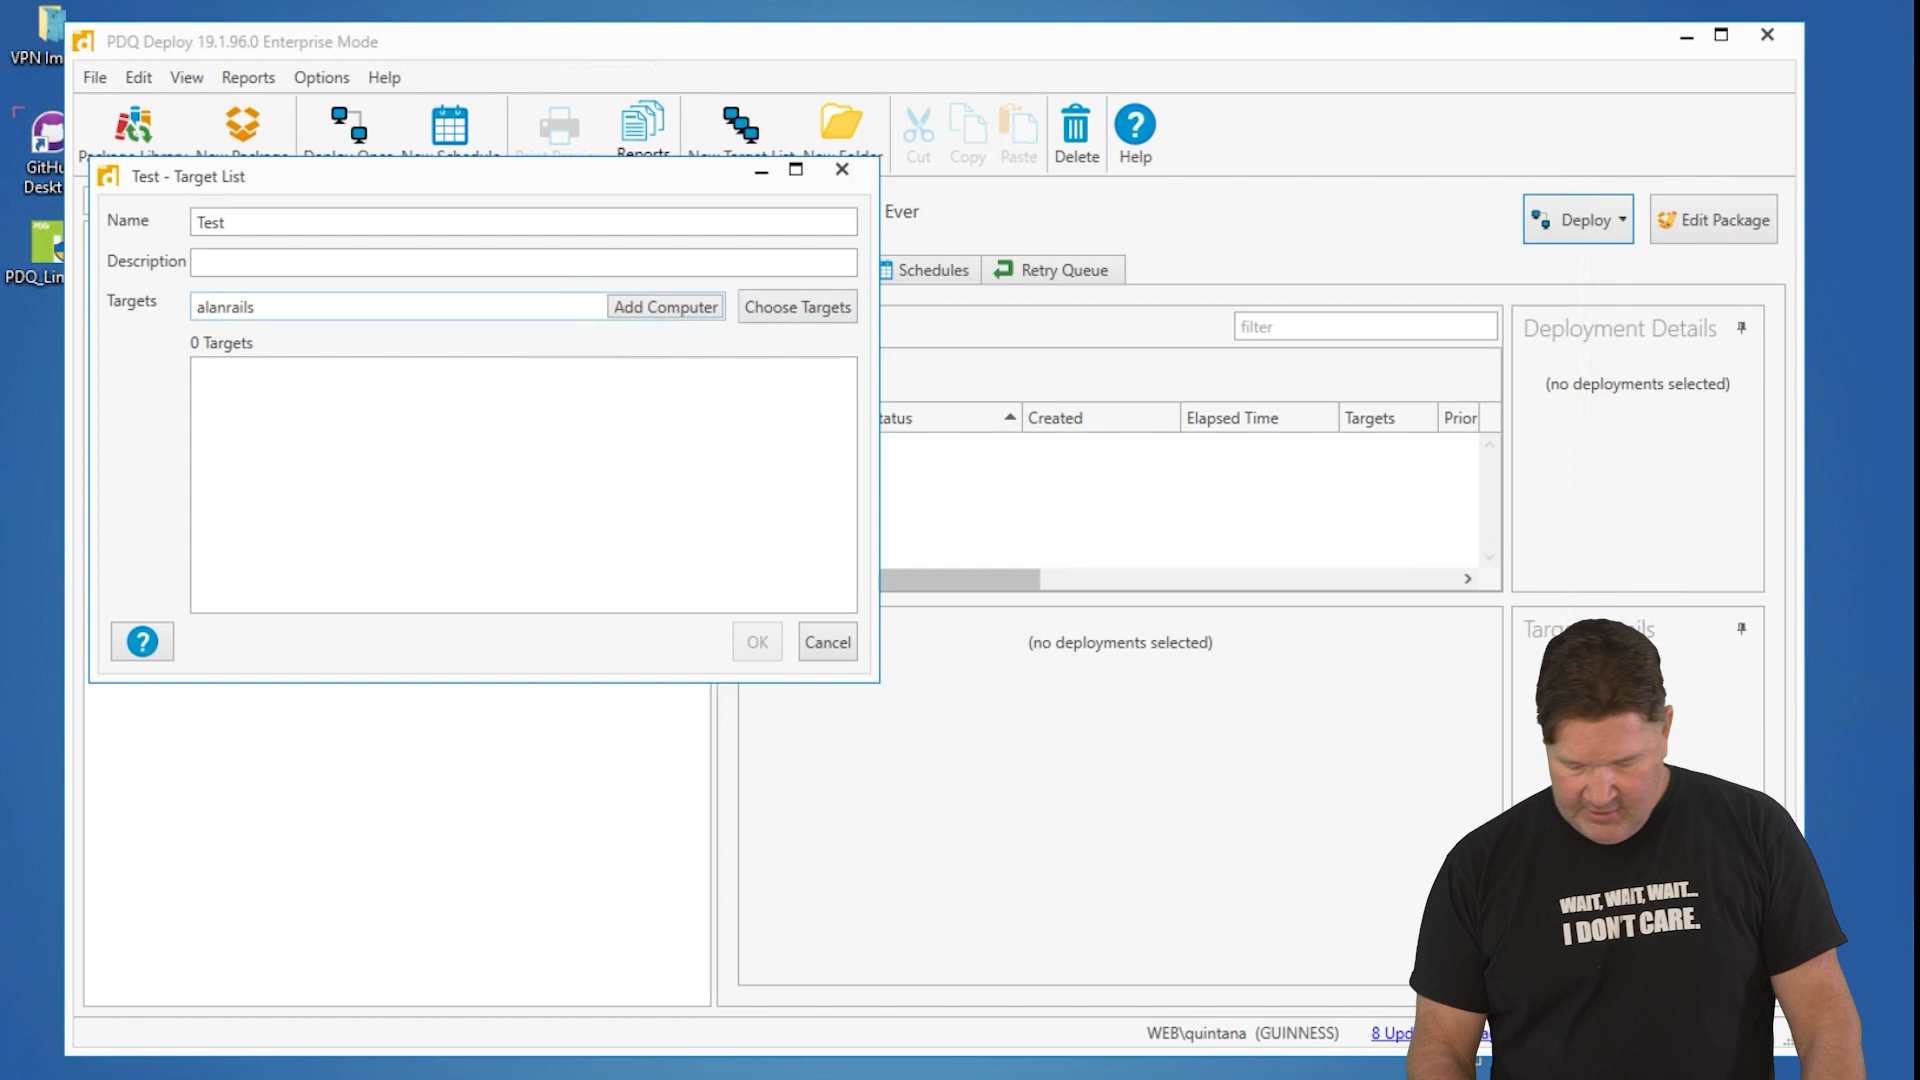 VPN Im
PDQ Deploy 19.1.96.0 Enterprise Mode
File Edit View Reports Options Help
Reports
Cut Copy Paste Delete Help
GitHu
Deskt
PDQ_Lin
Test - Target List
Name Test
Description
Targets alanrails Add Computer Choose Targets
0 Targets
OK Cancel
Ever
Deploy Edit Package
Schedules Retry Queue
filter
Deployment Details
(no deployments selected)
tatus Created Elapsed Time Targets Prior
(no deployments selected)
WAIT, WAIT, WAIT...
I DON'T CARE.
WEB\quintana (GUINNESS) 8 Upd